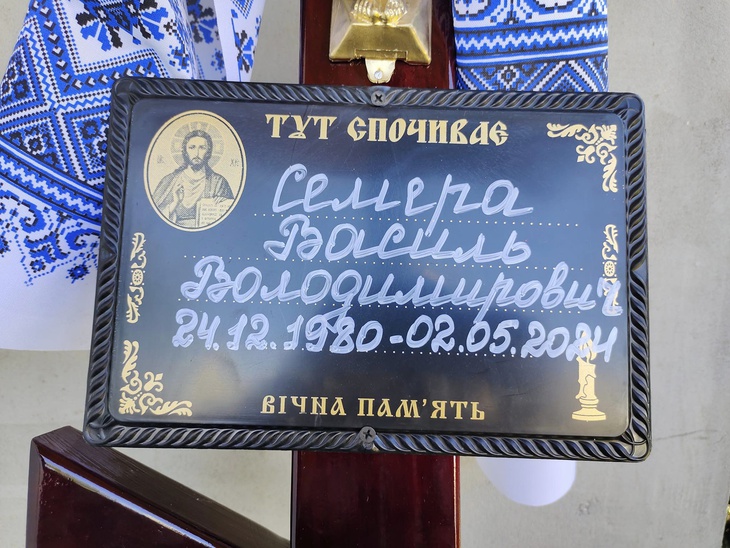 ТУТ СПОЧИВАЄ
Семера
Василь
Володимирович
24.12.1980-02.05.2024
ВІЧНА ПАМ'ЯТЬ